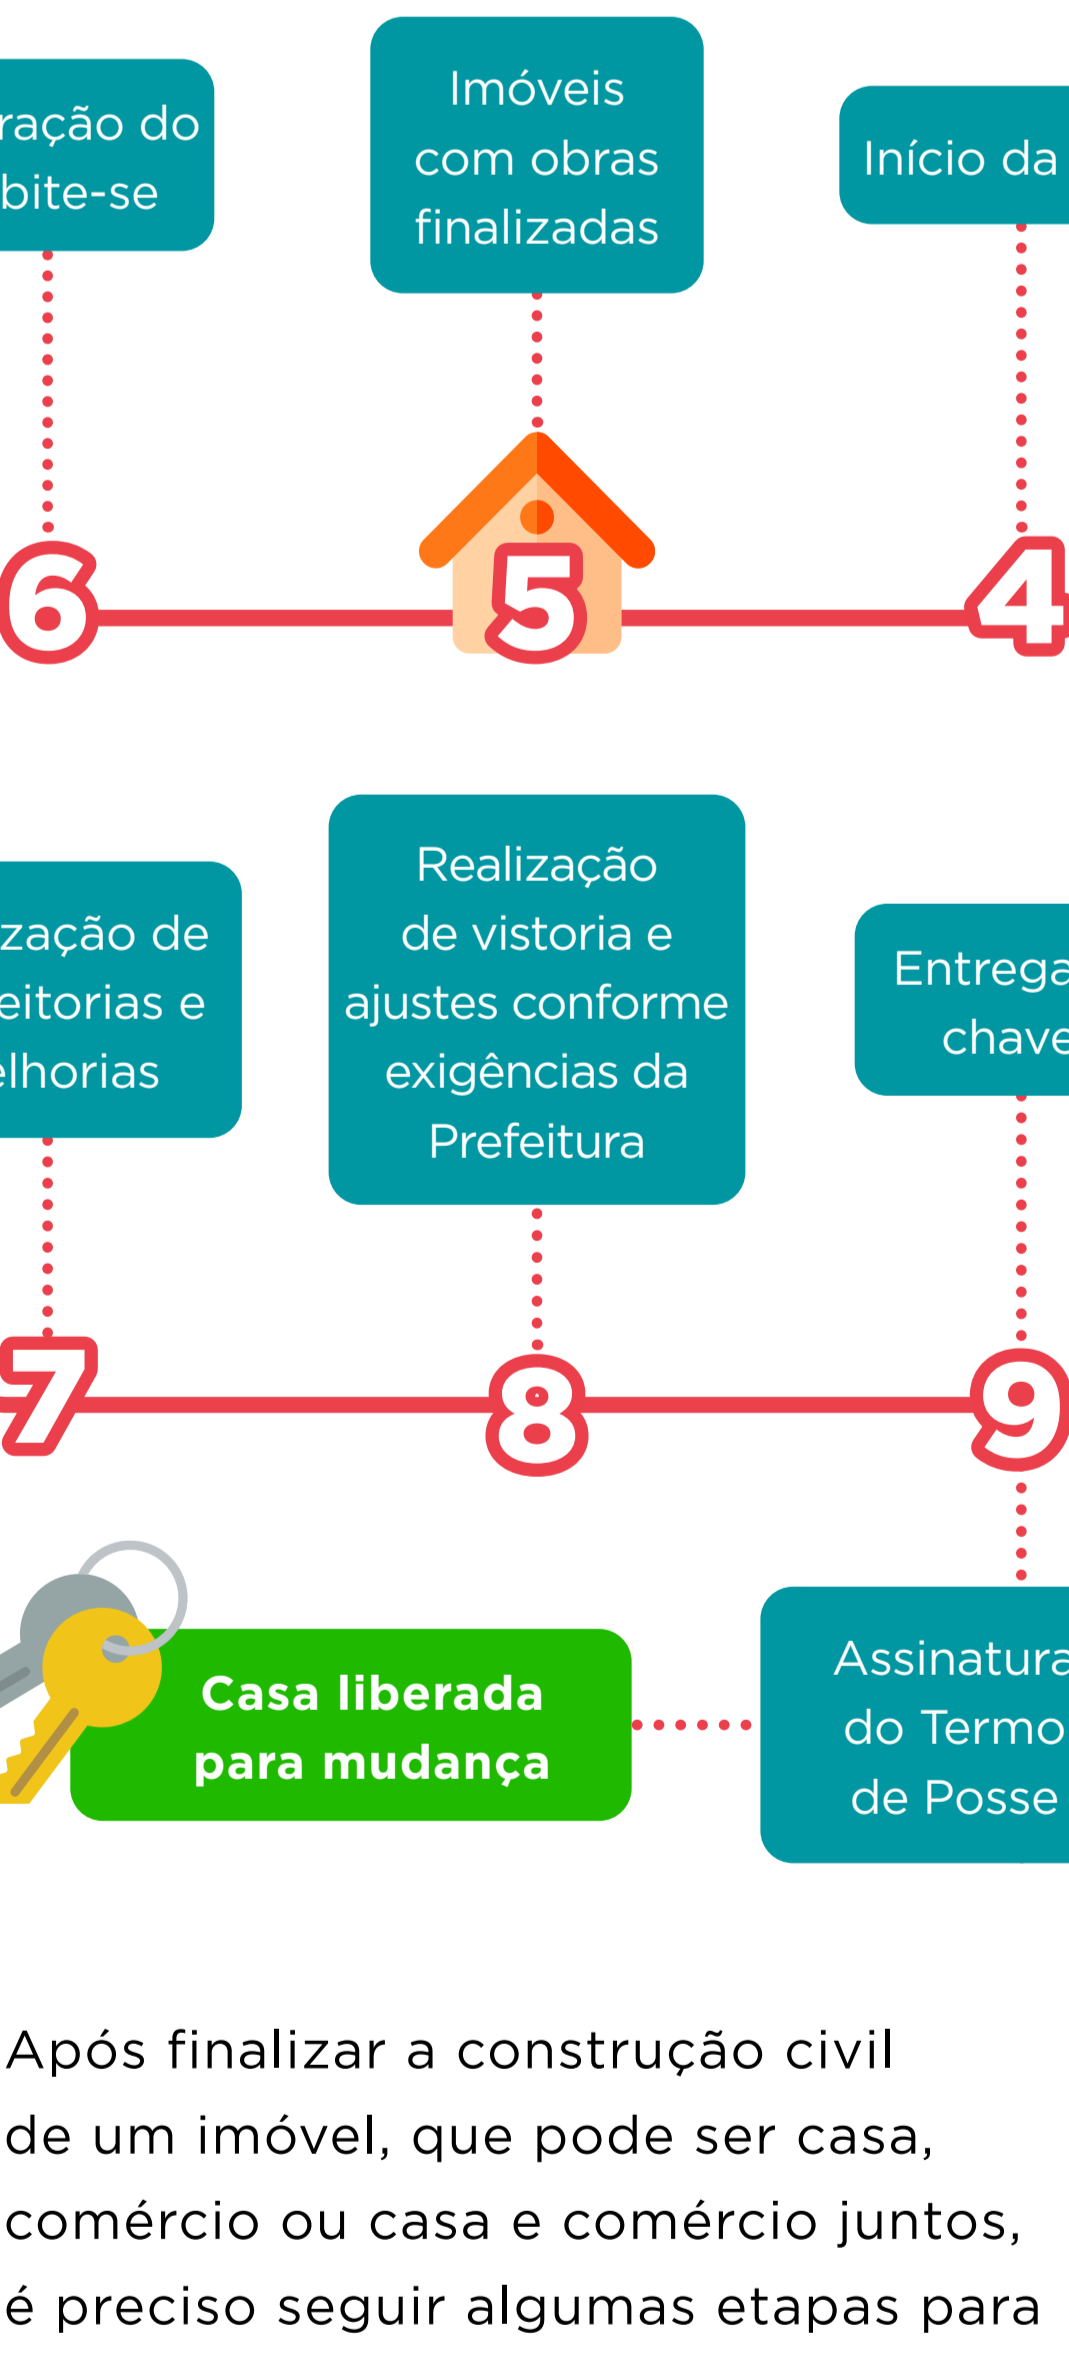 ração do
bite-se
Imóveis
com obras
finalizadas
Início da
6
5
4
zação de
eitorias e
lhorias
Realização
de vistoria e
ajustes conforme
exigências da
Prefeitura
Entrega
chave
7
8
9
Casa liberada
para mudança
Assinatura
do Termo
de Posse
Após finalizar a construção civil
de um imóvel, que pode ser casa,
comércio ou casa e comércio juntos,
é preciso seguir algumas etapas para